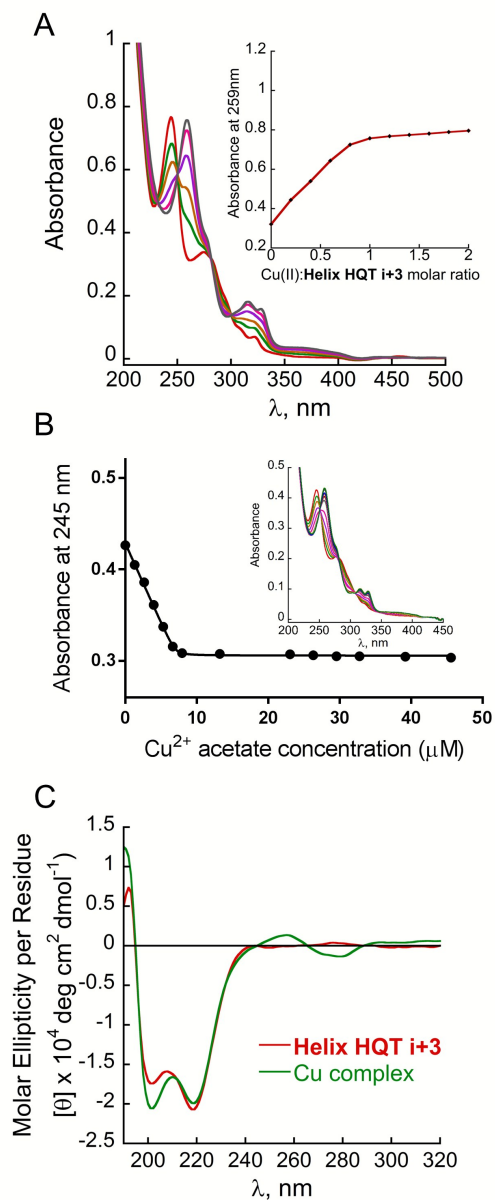 A
1
0.8
0.6
0.4
0.2
0
Absorbance
200 250 300 350 400 450 500
λ, nm
1.2
1
0.8
0.6
0.4
0.2
Absorbance at 259nm
0 0.5 1 1.5 2
Cu(II):Helix HQT i+3 molar ratio
B
0.5
0.4
0.3
Absorbance at 245 nm
0 10 20 30 40 50
Cu²⁺ acetate concentration (μM)
0.5
0.4
0.3
0.2
0.1
0
Absorbance
200 250 300 350 400 450
λ, nm
C
1.5
1
0.5
0
-0.5
-1
-1.5
-2
-2.5
Molar Ellipticity per Residue
[θ] x 10⁴ deg cm² dmol⁻¹)
Helix HQT i+3
Cu complex
200 220 240 260 280 300 320
λ, nm